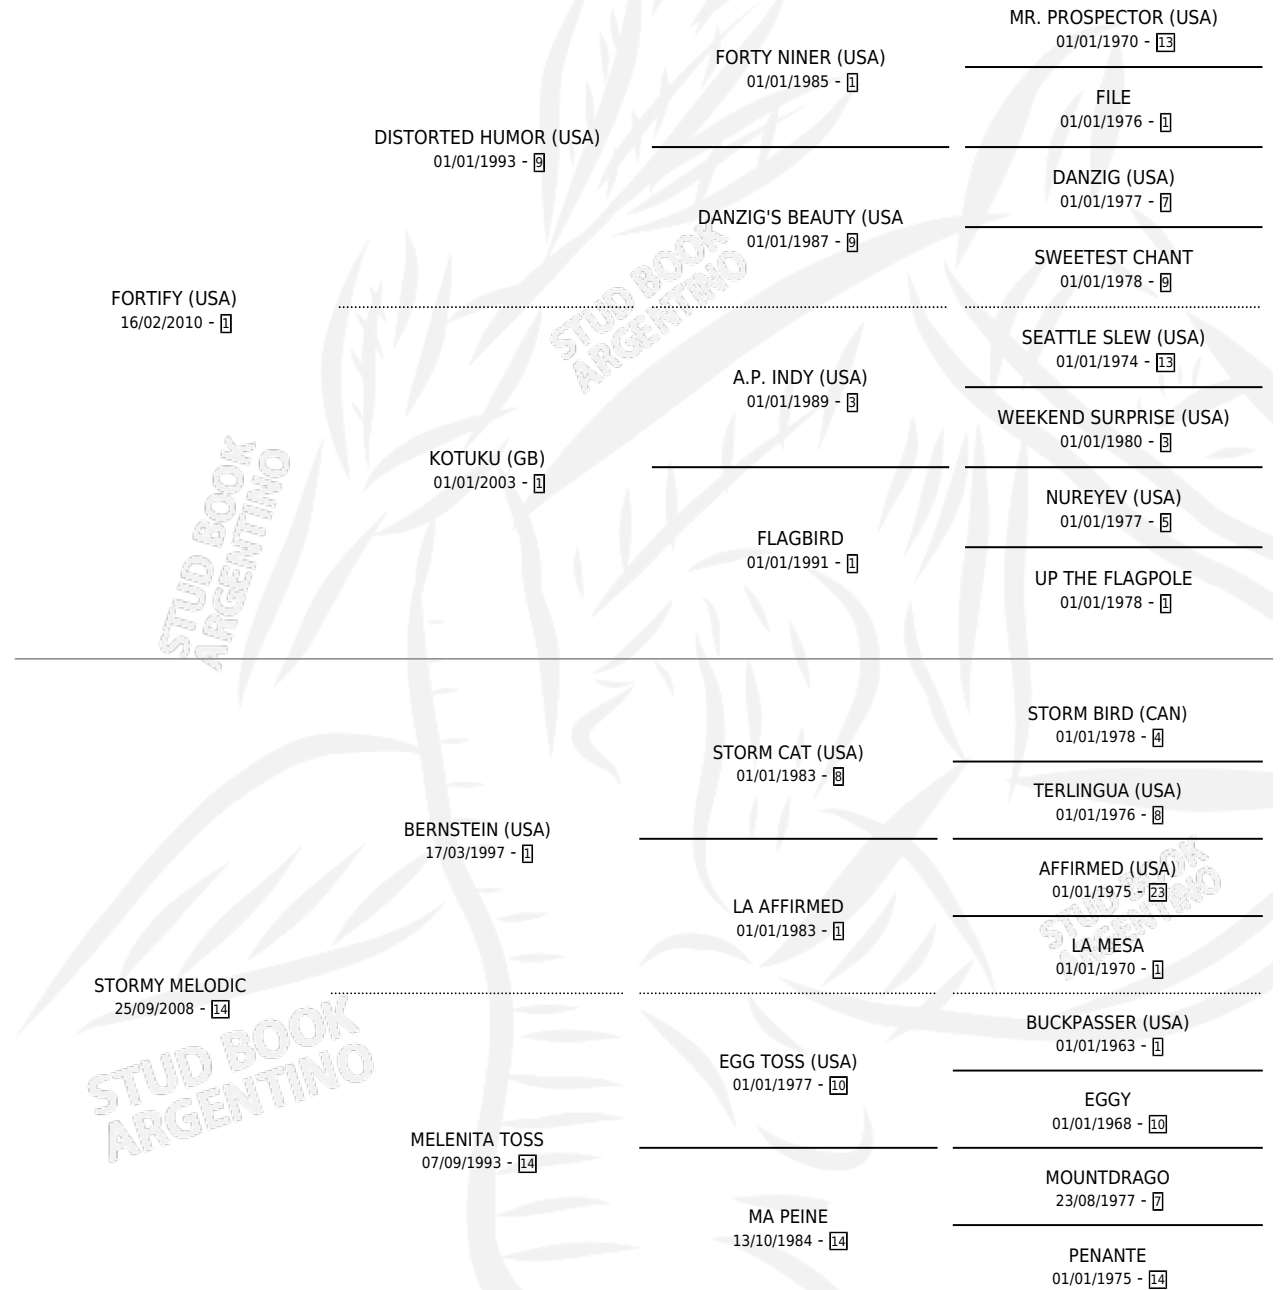 MR. PROSPECTOR (USA)
01/01/1970 - 13
FORTY NINER (USA)
01/01/1985 - 1
FILE
01/01/1976 - 1
DISTORTED HUMOR (USA)
01/01/1993 - 9
DANZIG (USA)
01/01/1977 - 7
DANZIG'S BEAUTY (USA
01/01/1987 - 9
SWEETEST CHANT
01/01/1978 - 9
FORTIFY (USA)
16/02/2010 - 1
STUD BOOK
ARGENTINO
SEATTLE SLEW (USA)
01/01/1974 - 13
A.P. INDY (USA)
01/01/1989 - 3
WEEKEND SURPRISE (USA)
01/01/1980 - 3
KOTUKU (GB)
01/01/2003 - 1
NUREYEV (USA)
01/01/1977 - 5
FLAGBIRD
01/01/1991 - 1
UP THE FLAGPOLE
01/01/1978 - 1
STUD BOOK
ARGENTINO
STORM BIRD (CAN)
01/01/1978 - 4
STORM CAT (USA)
01/01/1983 - 8
TERLINGUA (USA)
01/01/1976 - 8
BERNSTEIN (USA)
17/03/1997 - 1
AFFIRMED (USA)
01/01/1975 - 23
STUD BOOK
ARGENTINO
LA AFFIRMED
01/01/1983 - 1
LA MESA
01/01/1970 - 1
STORMY MELODIC
25/09/2008 - 14
STUD BOOK
ARGENTINO
BUCKPASSER (USA)
01/01/1963 - 1
EGG TOSS (USA)
01/01/1977 - 10
EGGY
01/01/1968 - 10
MELENITA TOSS
07/09/1993 - 14
MOUNTDRAGO
23/08/1977 - 7
MA PEINE
13/10/1984 - 14
PENANTE
01/01/1975 - 14